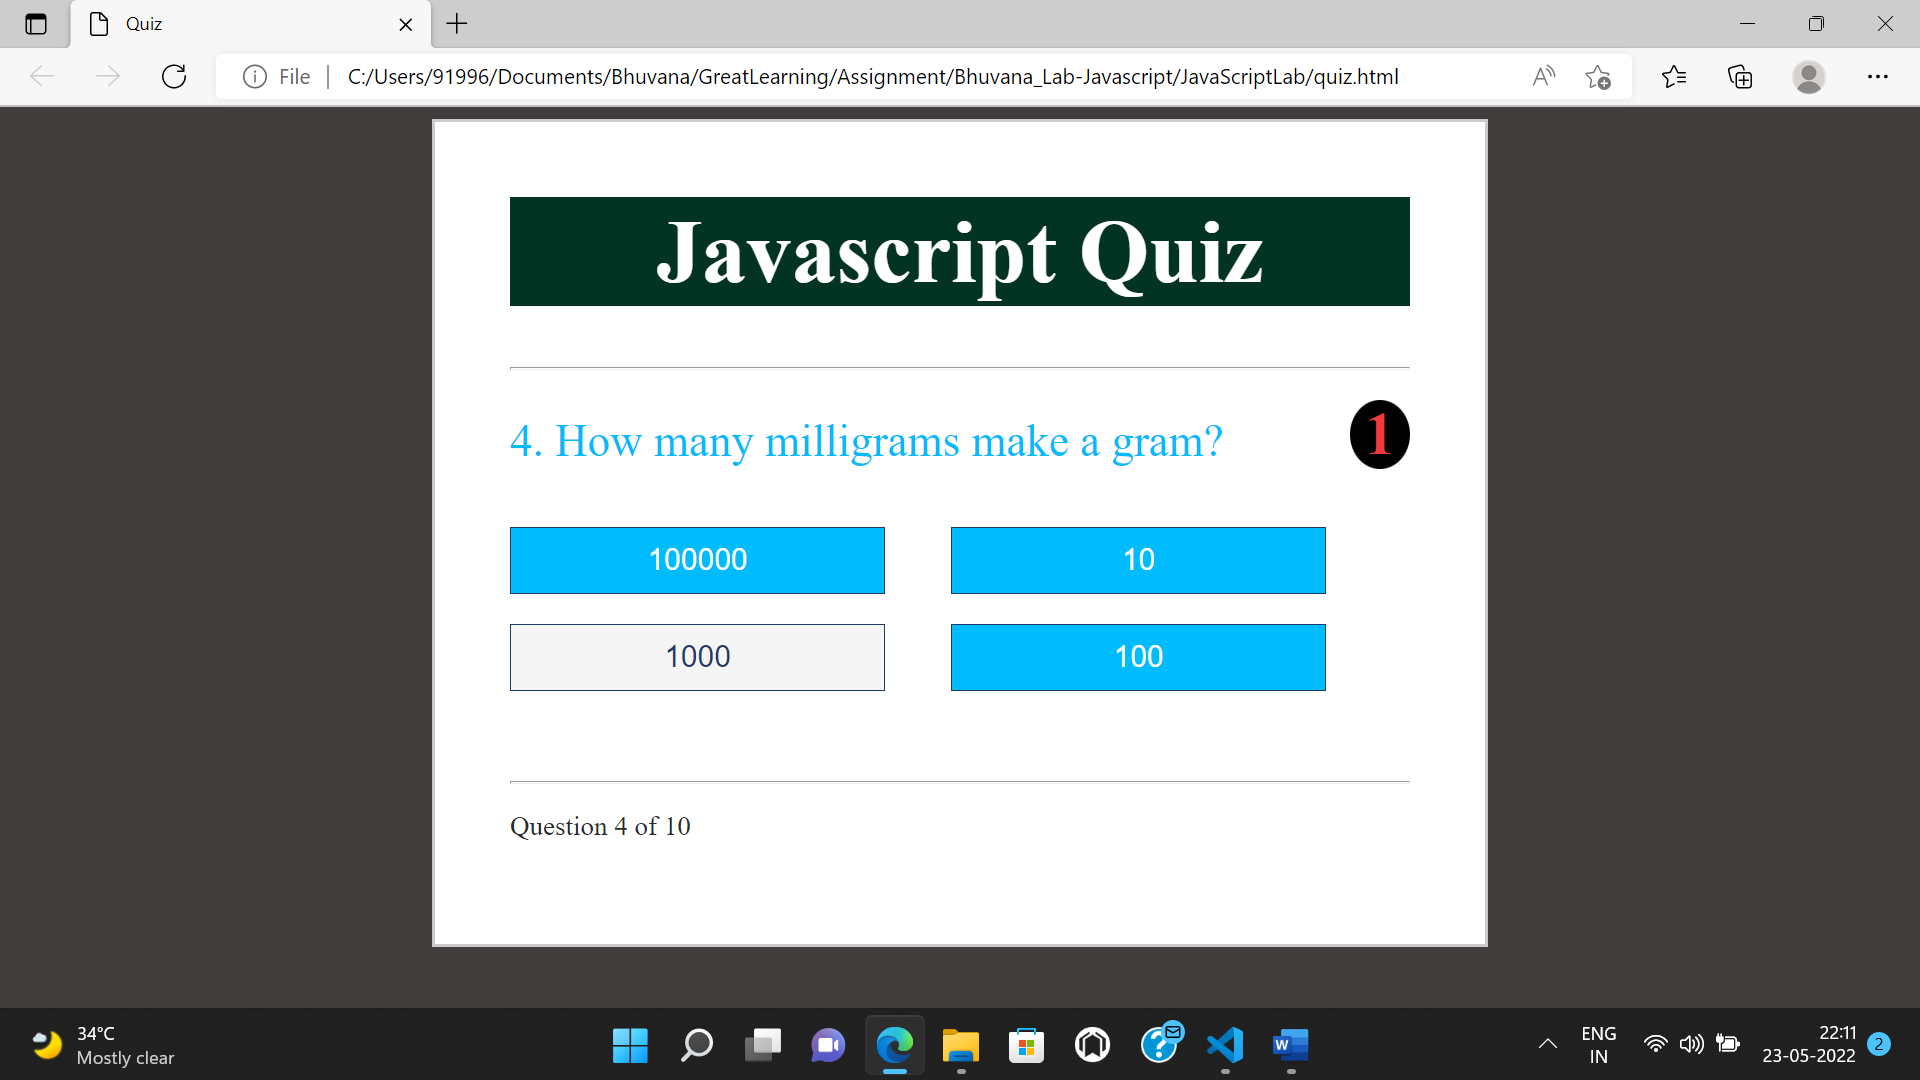 Quiz
File
C:/Users/91996/Documents/Bhuvana/GreatLearning/Assignment/Bhuvana_Lab-Javascript/JavaScriptLab/quiz.html
Javascript Quiz
4. How many milligrams make a gram?
1
100000
10
1000
100
Question 4 of 10
34°C
Mostly clear
ENG
IN
22:11
23-05-2022
2